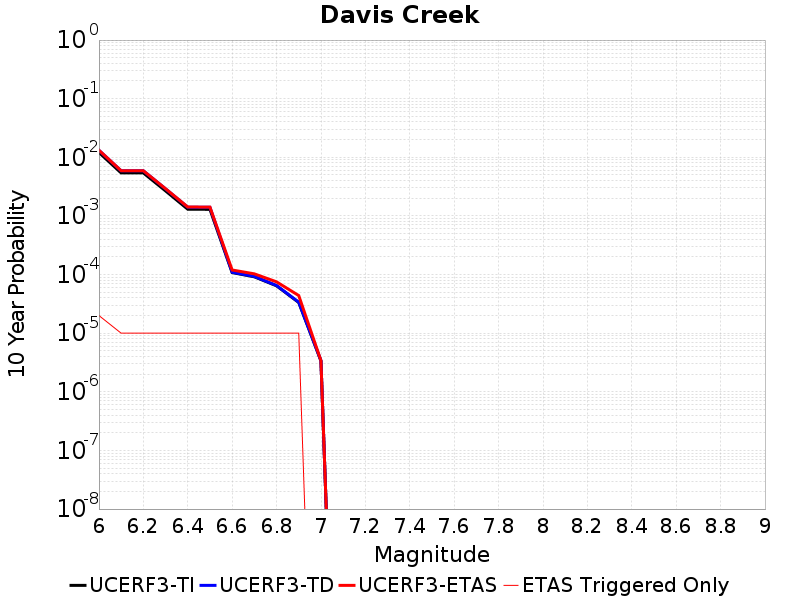 Davis Creek
10^0
10^-1
10^-2
10^-3
10^-4
10^-5
10^-6
10^-7
10^-8
10 Year Probability
6 6.2 6.4 6.6 6.8 7 7.2 7.4 7.6 7.8 8 8.2 8.4 8.6 8.8 9
Magnitude
UCERF3-TI UCERF3-TD UCERF3-ETAS ETAS Triggered Only